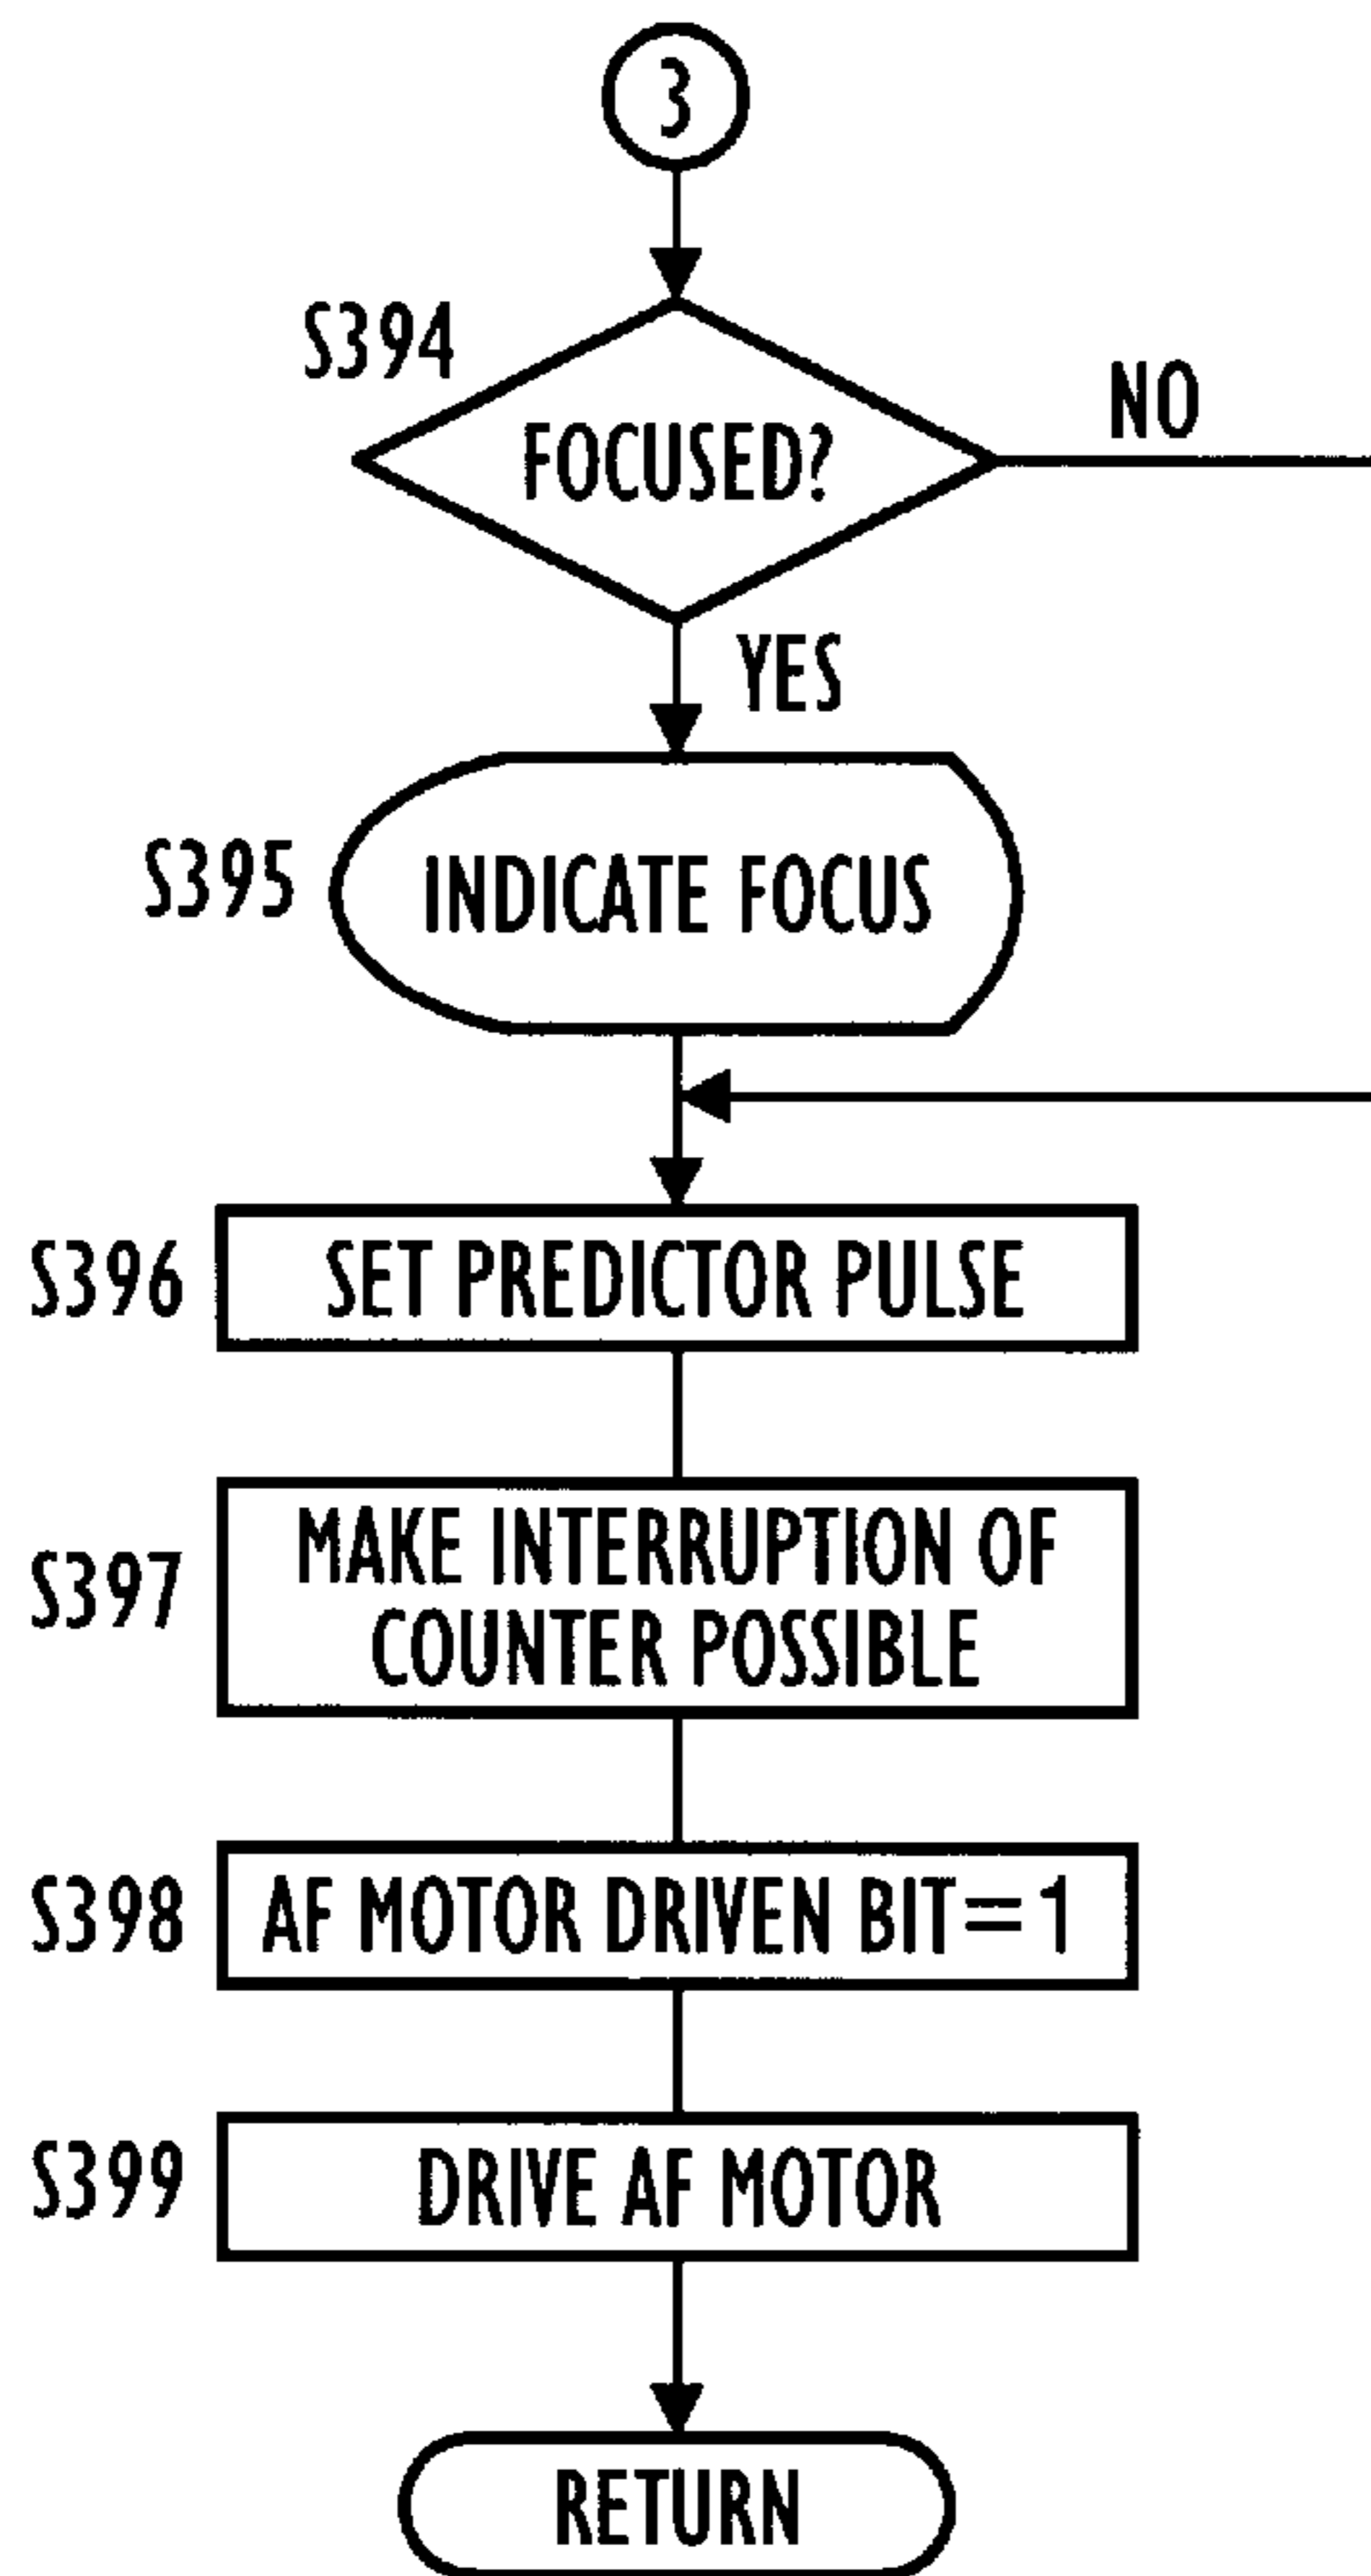 3
S394
FOCUSED?
NO
YES
S395
INDICATE FOCUS
S396
SET PREDICTOR PULSE
S397
MAKE INTERRUPTION OF
COUNTER POSSIBLE
S398
AF MOTOR DRIVEN BIT=1
S399
DRIVE AF MOTOR
RETURN